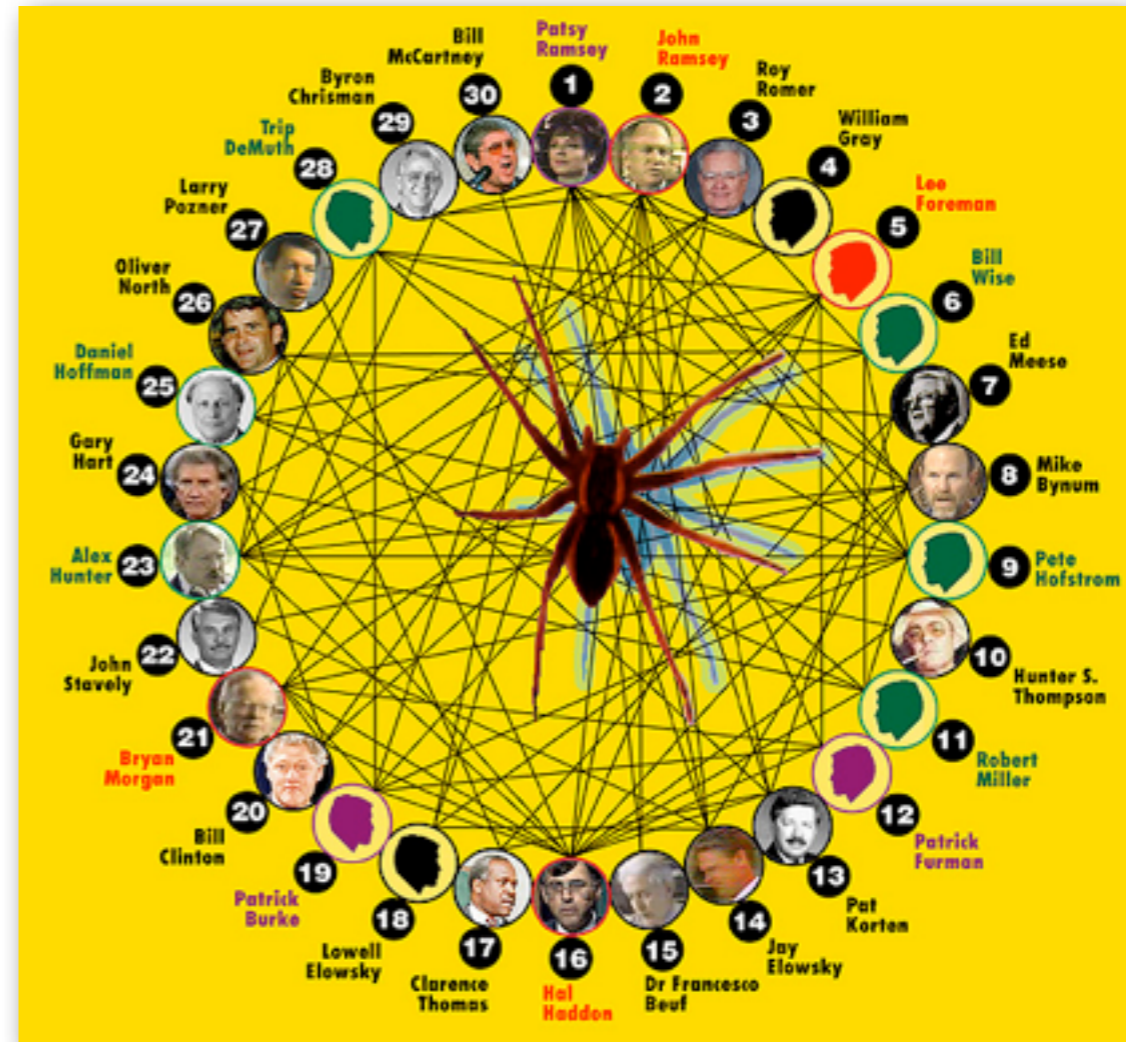 1
Patsy
Ramsey
2
John
Ramsey
3
Roy
Romer
4
William
Gray
5
Lee
Foreman
6
Bill
Wise
7
Ed
Meese
8
Mike
Bynum
9
Pete
Hofstrom
10
Hunter S.
Thompson
11
Robert
Miller
12
Patrick
Furman
13
Pat
Korten
14
Jay
Elowsky
15
Dr Francesco
Beuf
16
Hal
Haddon
17
Clarence
Thomas
18
Lowell
Elowsky
19
Patrick
Burke
20
Bill
Clinton
21
Bryan
Morgan
22
John
Stavely
23
Alex
Hunter
24
Gary
Hart
25
Daniel
Hoffman
26
Oliver
North
27
Larry
Pozner
28
Trip
DeMuth
29
Byron
Chrisman
30
Bill
McCartney